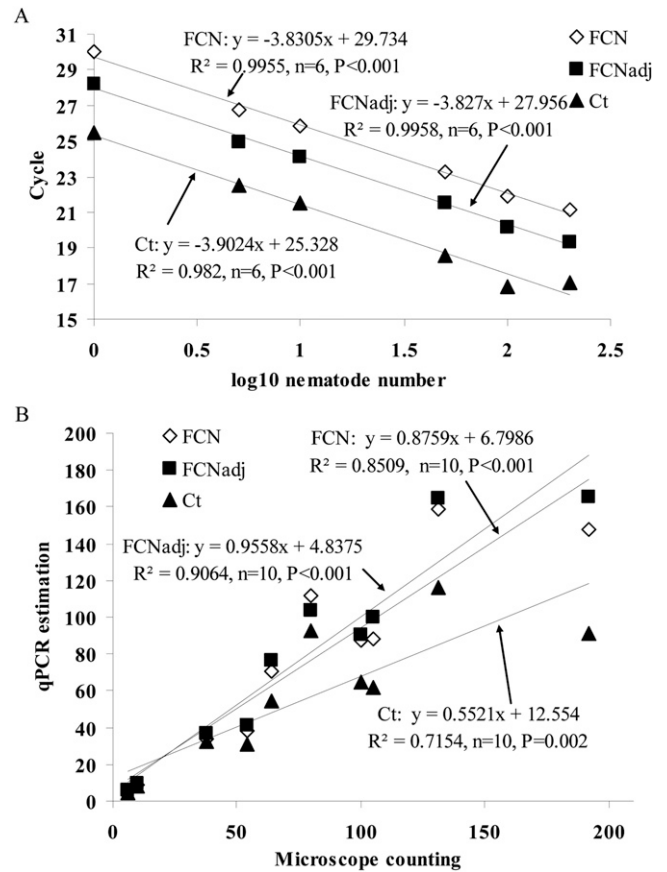 A
FCN: y = -3.8305x + 29.734
R² = 0.9955, n=6, P<0.001
FCN
FCNadj
Ct
FCNadj: y = -3.827x + 27.956
R² = 0.9958, n=6, P<0.001
Ct: y = -3.9024x + 25.328
R² = 0.982, n=6, P<0.001
Cycle
31
29
27
25
23
21
19
17
15
0 0.5 1 1.5 2 2.5
log10 nematode number
B
FCN
FCNadj
Ct
FCN: y = 0.8759x + 6.7986
R² = 0.8509, n=10, P<0.001
FCNadj: y = 0.9558x + 4.8375
R² = 0.9064, n=10, P<0.001
Ct: y = 0.5521x + 12.554
R² = 0.7154, n=10, P=0.002
qPCR estimation
200
180
160
140
120
100
80
60
40
20
0
0 50 100 150 200
Microscope counting